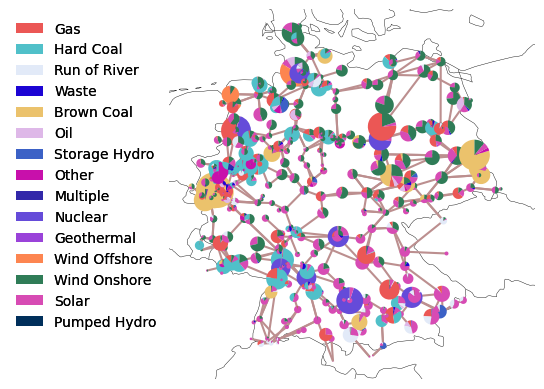 Gas
Hard Coal
Run of River
Waste
Brown Coal
Oil
Storage Hydro
Other
Multiple
Nuclear
Geothermal
Wind Offshore
Wind Onshore
Solar
Pumped Hydro